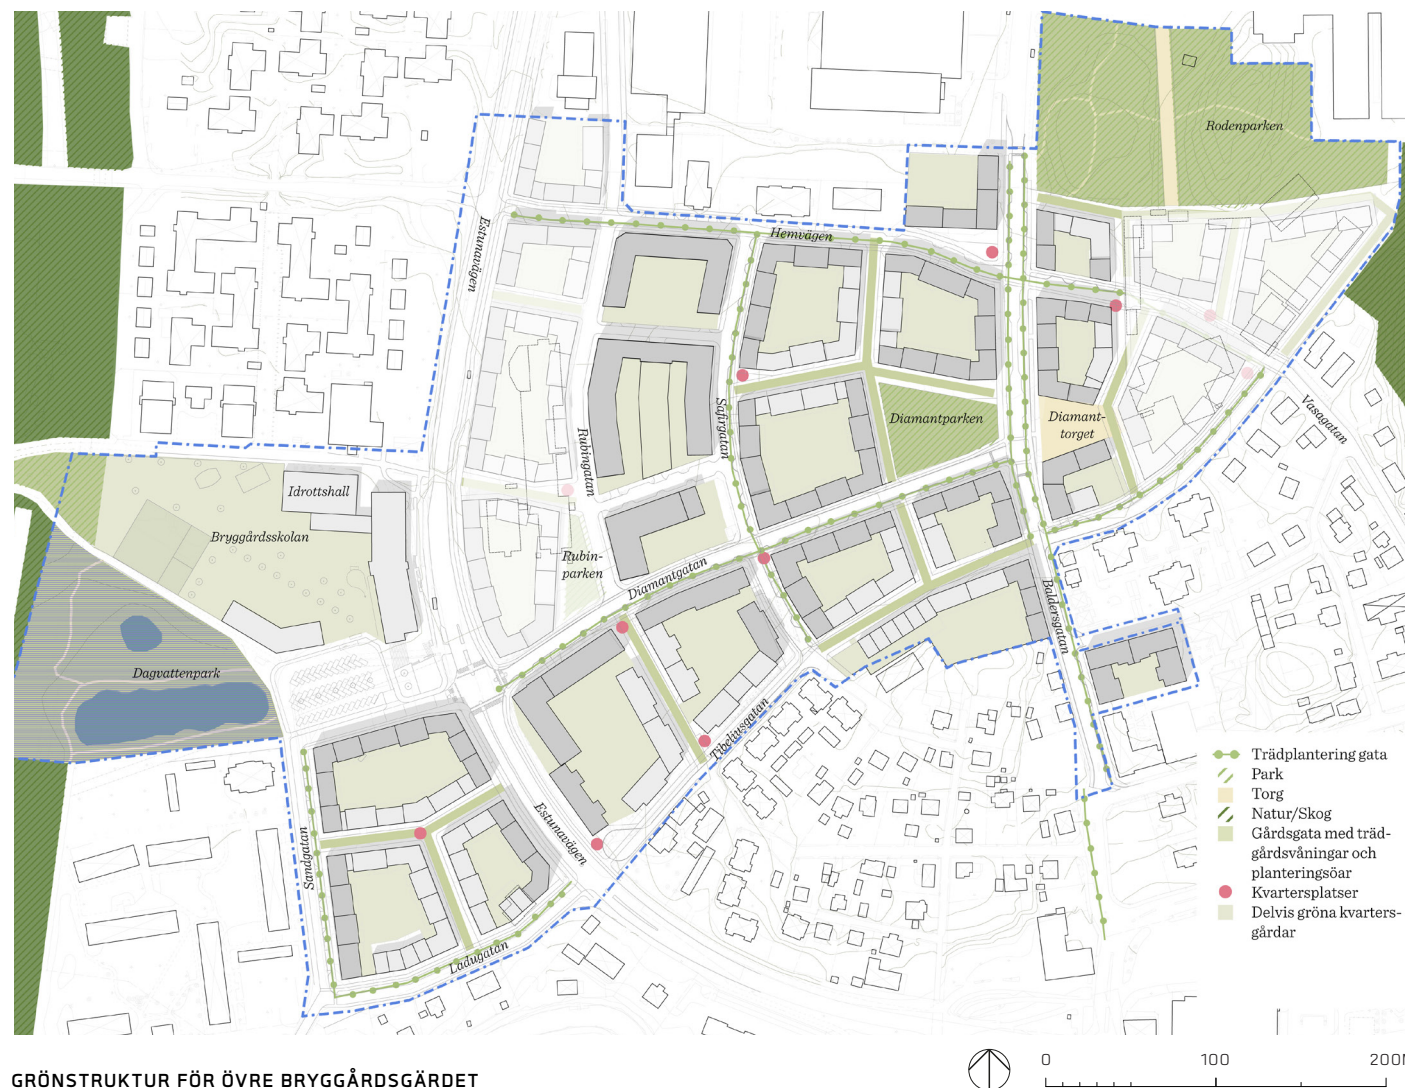 Rodenparken
Estunavägen
Hemvägen
Safirgatan
Diamantparken
Diamant-
torget
Vasagatan
Rubingatan
Idrottshall
Bryggårdsskolan
Rubin-
parken
Diamantgatan
Baldersgatan
Dagvattenpark
Tibeliusgatan
Estunavägen
Sandgatan
Ladugatan
Trädplantering gata
Park
Torg
Natur/Skog
Gårdsgata med träd-
gårdsvåningar och
planteringsöar
Kvartersplatser
Delvis gröna kvarters-
gårdar
0 100 200M
GRÖNSTRUKTUR FÖR ÖVRE BRYGGÅRDSGÄRDET